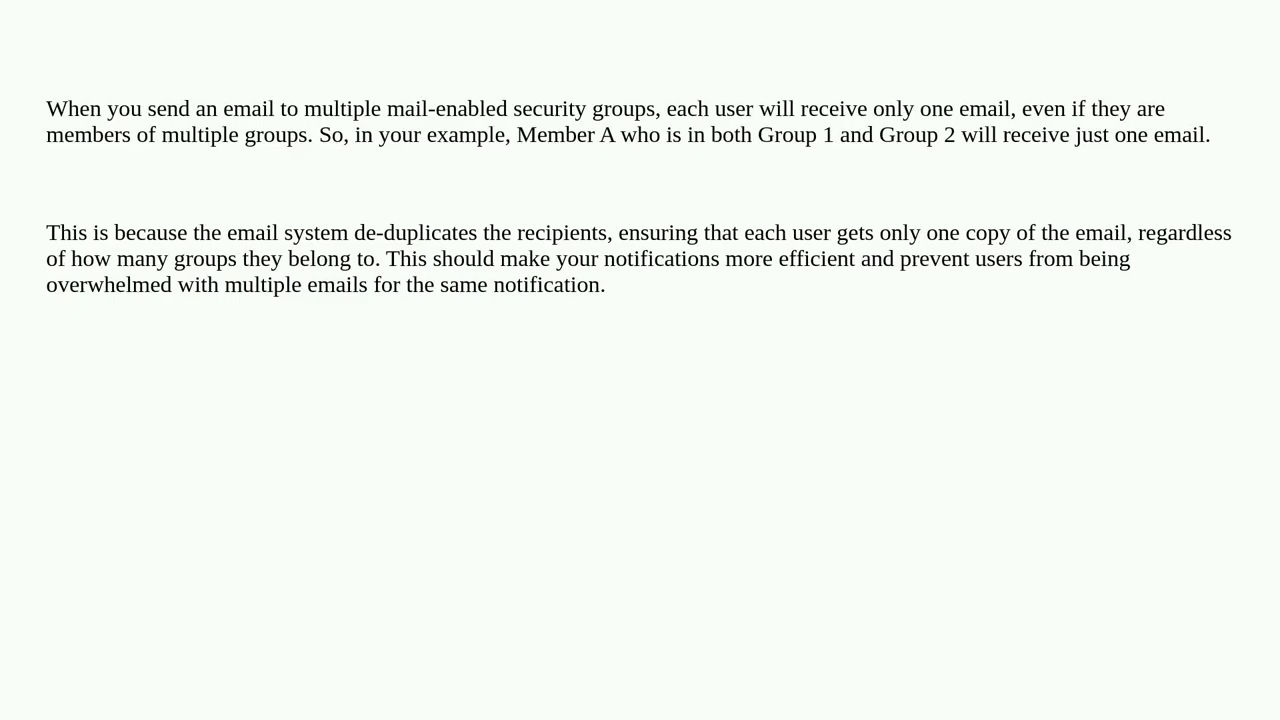 When you send an email to multiple mail-enabled security groups, each user will receive only one email, even if they are
members of multiple groups. So, in your example, Member A who is in both Group 1 and Group 2 will receive just one email.
This is because the email system de-duplicates the recipients, ensuring that each user gets only one copy of the email, regardless
of how many groups they belong to. This should make your notifications more efficient and prevent users from being
overwhelmed with multiple emails for the same notification.